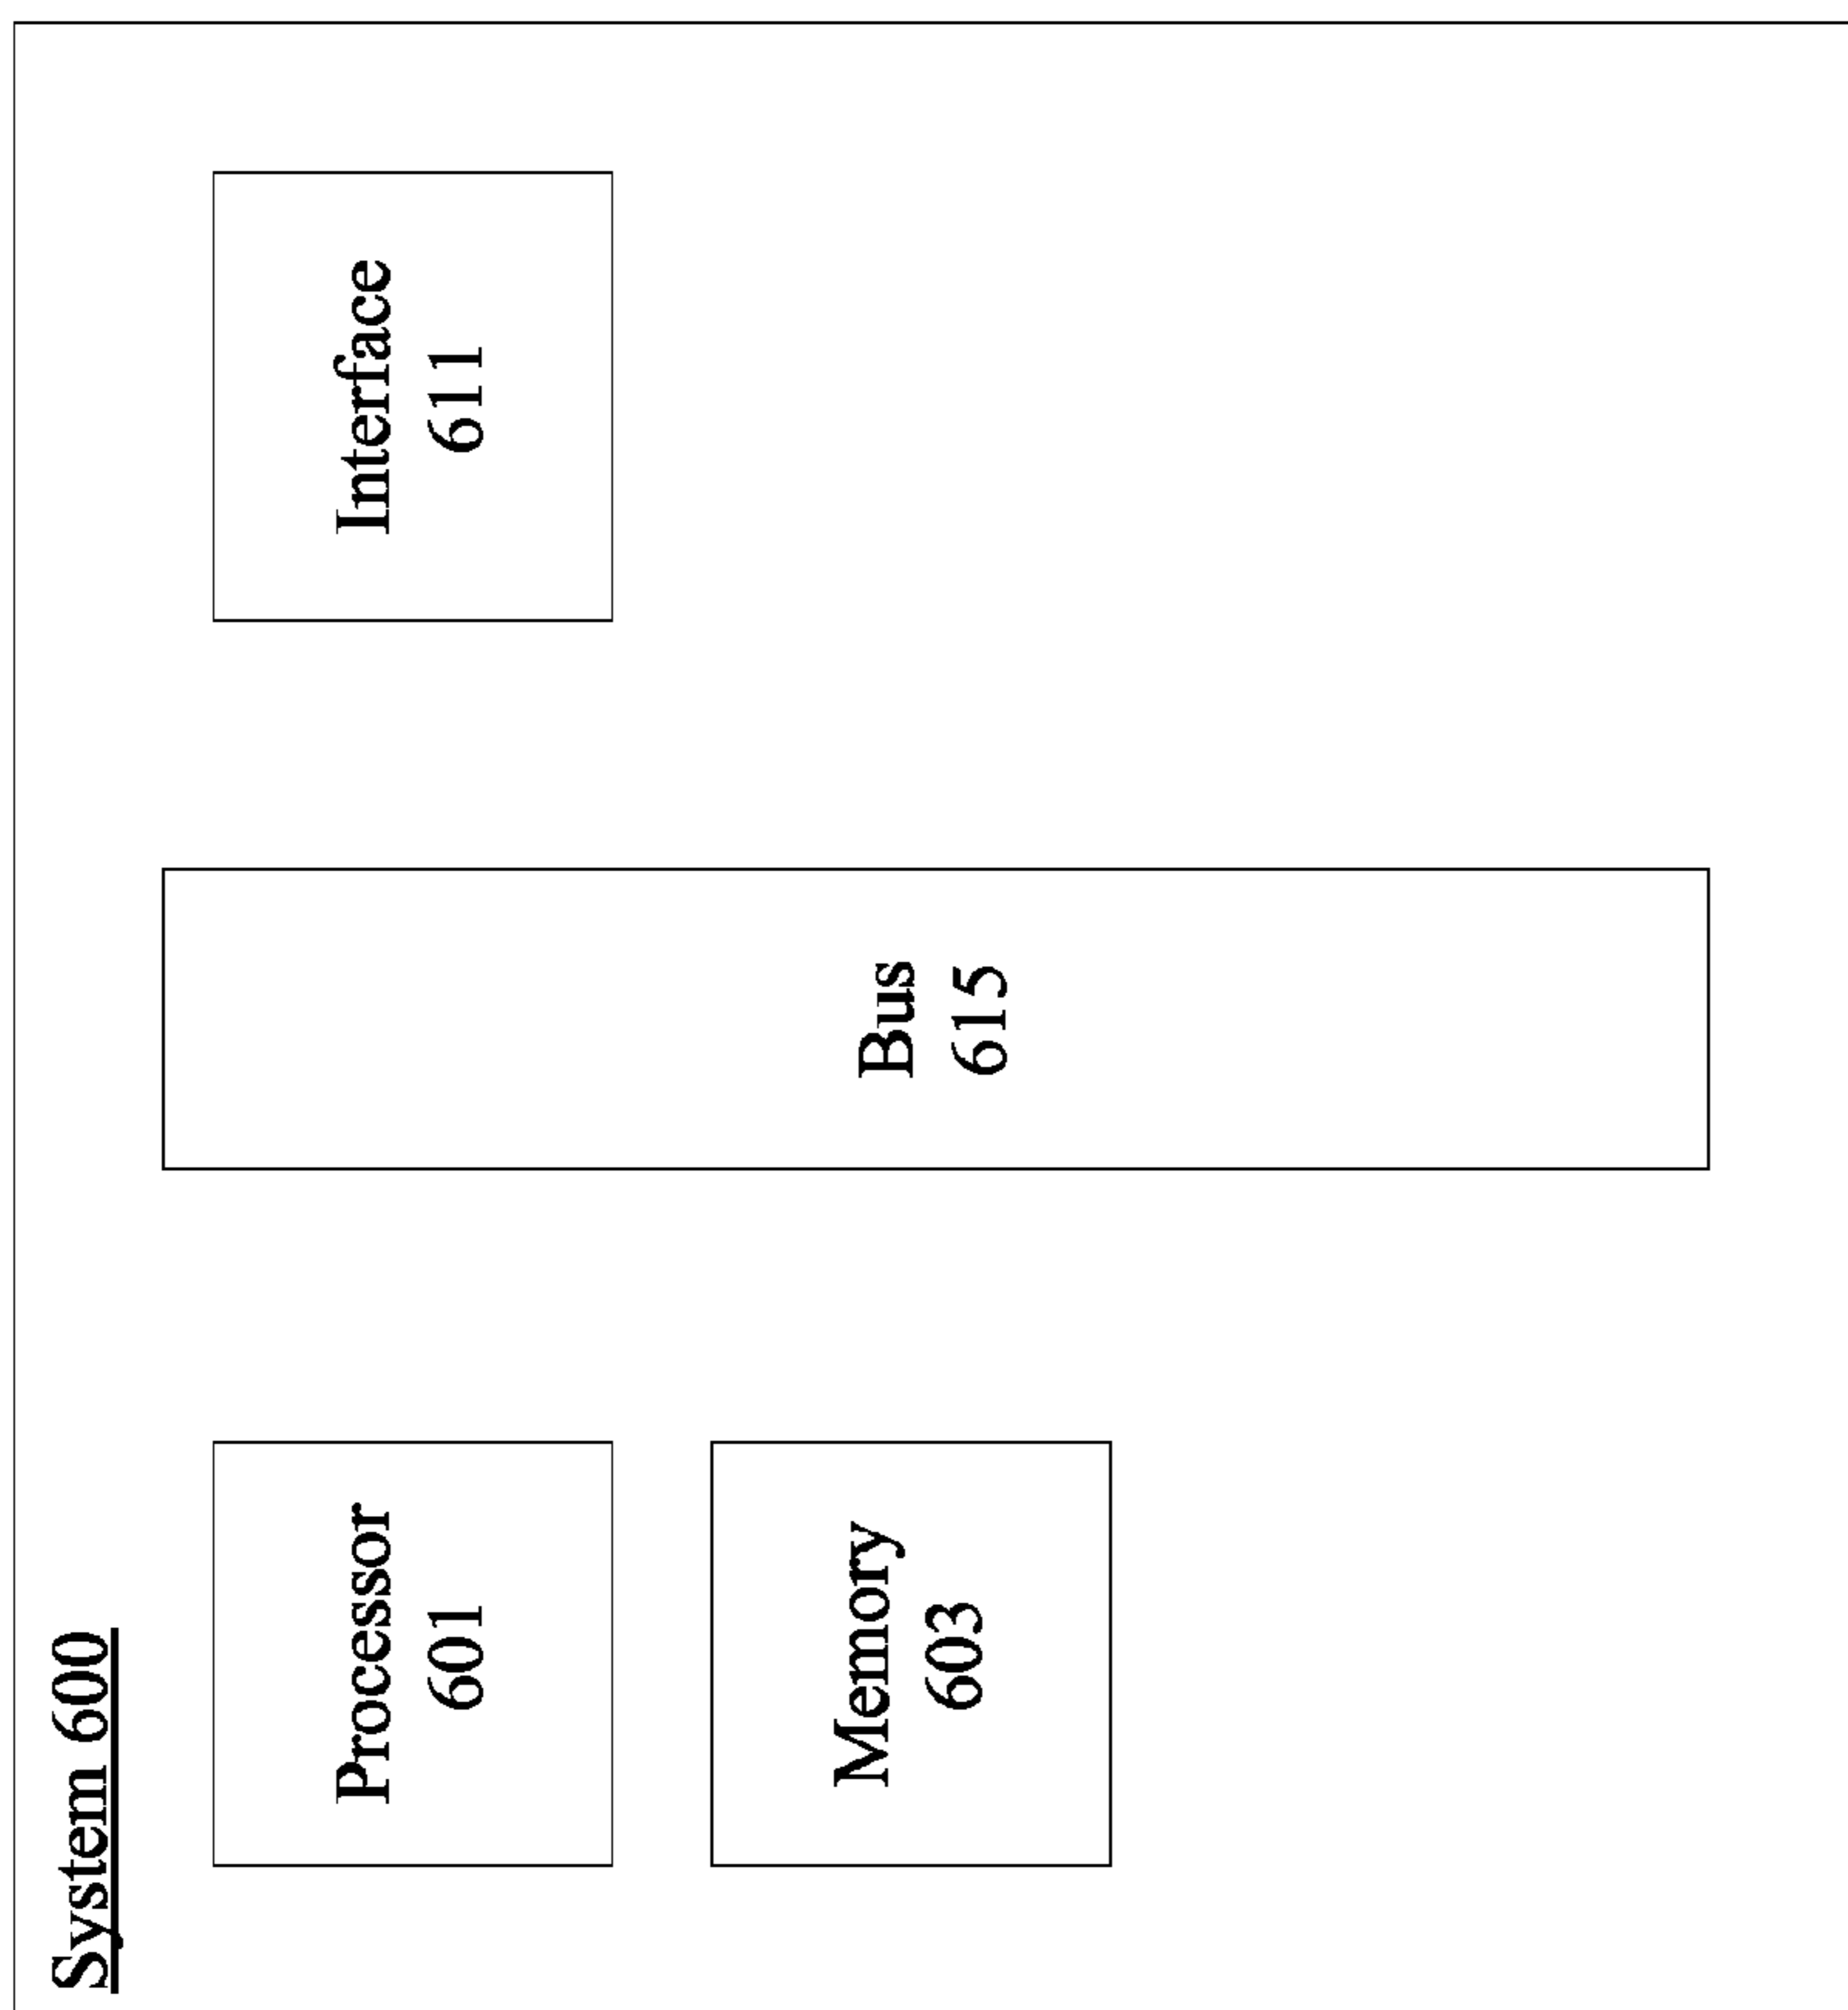 System 600
Processor
601
Memory
603
Bus
615
Interface
611